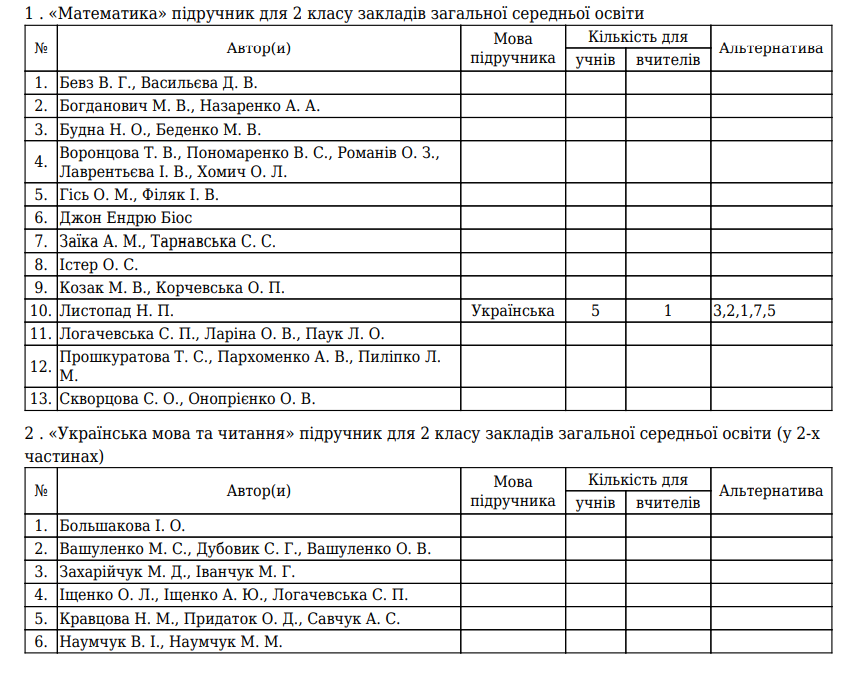 1 . «Математика» підручник для 2 класу закладів загальної середньої освіти
№ Автор(и) Мова підручника Кількість для Альтернатива
учнів вчителів
1. Бевз В. Г., Васильєва Д. В.
2. Богданович М. В., Назаренко А. А.
3. Будна Н. О., Беденко М. В.
4. Воронцова Т. В., Пономаренко В. С., Романів О. З.,
Лаврентьєва І. В., Хомич О. Л.
5. Гісь О. М., Філяк І. В.
6. Джон Ендрю Біос
7. Заїка А. М., Тарнавська С. С.
8. Істер О. С.
9. Козак М. В., Корчевська О. П.
10. Листопад Н. П. Українська 5 1 3,2,1,7,5
11. Логачевська С. П., Ларіна О. В., Паук Л. О.
12. Прошкуратова Т. С., Пархоменко А. В., Пиліпко Л.
М.
13. Скворцова С. О., Онопрієнко О. В.
2 . «Українська мова та читання» підручник для 2 класу закладів загальної середньої освіти (у 2-х
частинах)
№ Автор(и) Мова підручника Кількість для Альтернатива
учнів вчителів
1. Большакова І. О.
2. Вашуленко М. С., Дубовик С. Г., Вашуленко О. В.
3. Захарійчук М. Д., Іванчук М. Г.
4. Іщенко О. Л., Іщенко А. Ю., Логачевська С. П.
5. Кравцова Н. М., Придаток О. Д., Савчук А. С.
6. Наумчук В. І., Наумчук М. М.